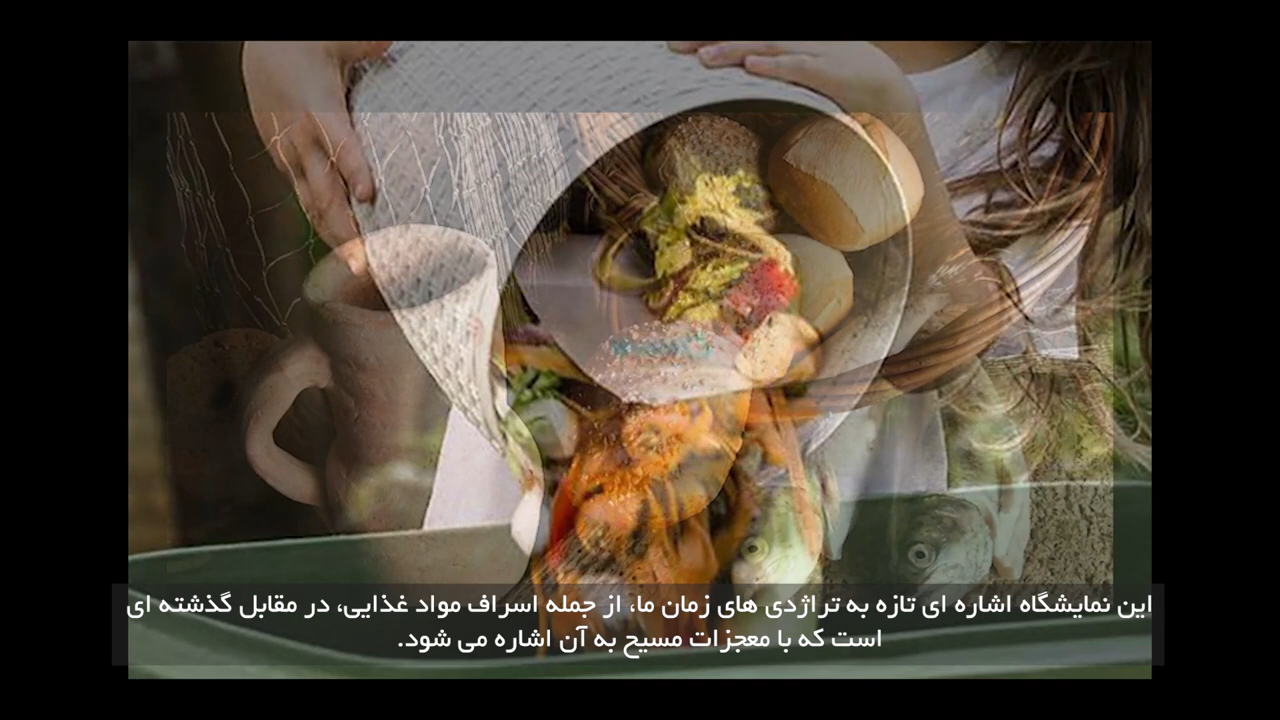 این نمایشگاه اشاره ای تازه به تراژدی های زمان ما، از جمله اسراف مواد غذایی، در مقابل گذشته ای
است که با معجزات مسیح به آن اشاره می شود.